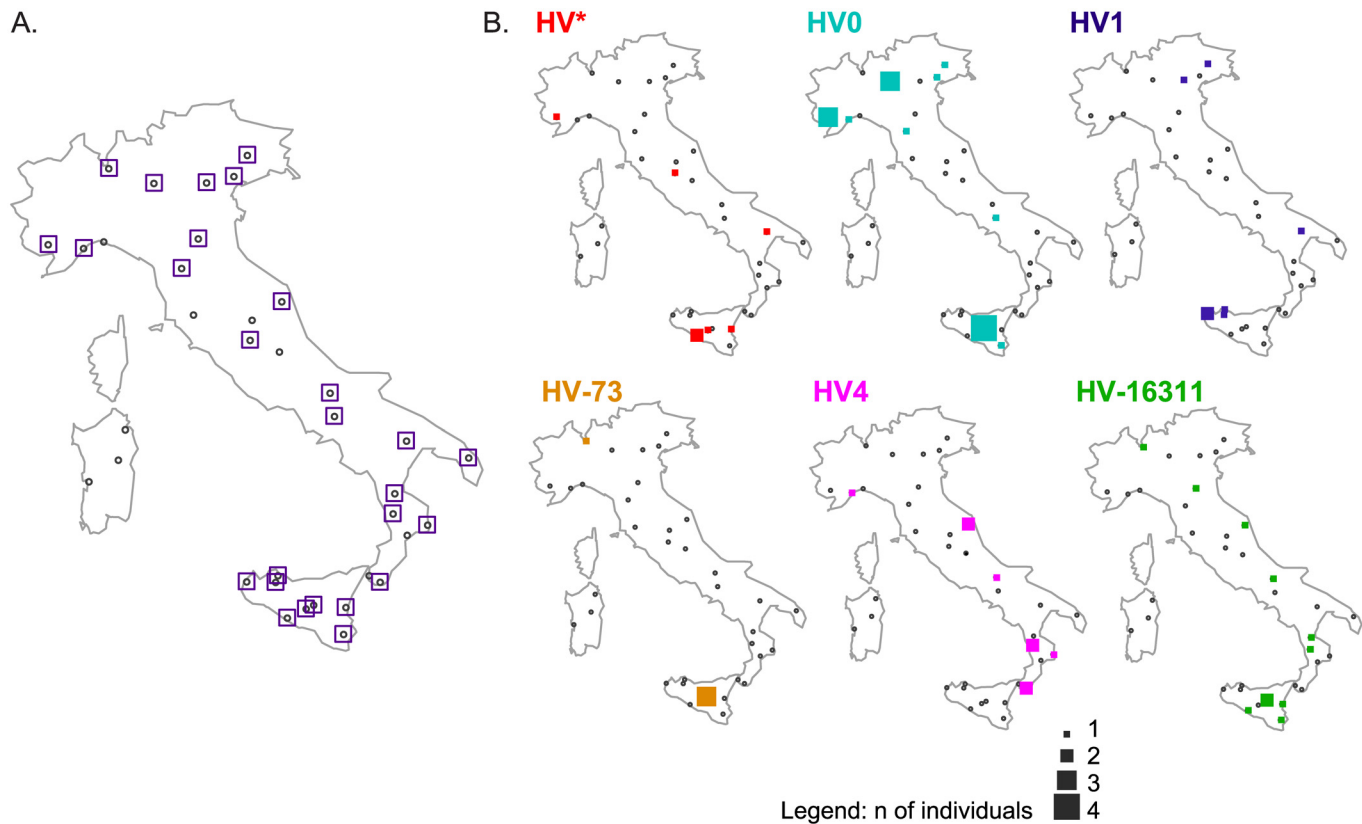 A.
B.
HV*
HV0
HV1
HV-73
HV4
HV-16311
1
2
3
Legend: n of individuals 4